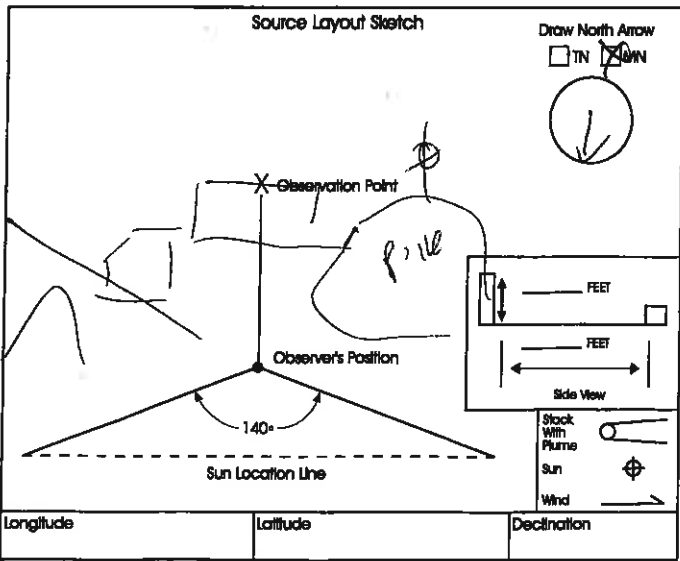 Source Layout Sketch
Draw North Arrow
TN MN
Observation Point
pile
FEET
Observer's Position
FEET
Side View
140°
Stack
With
Plume
Sun Location Line
Sun
Wind
Longitude
Latitude
Declination